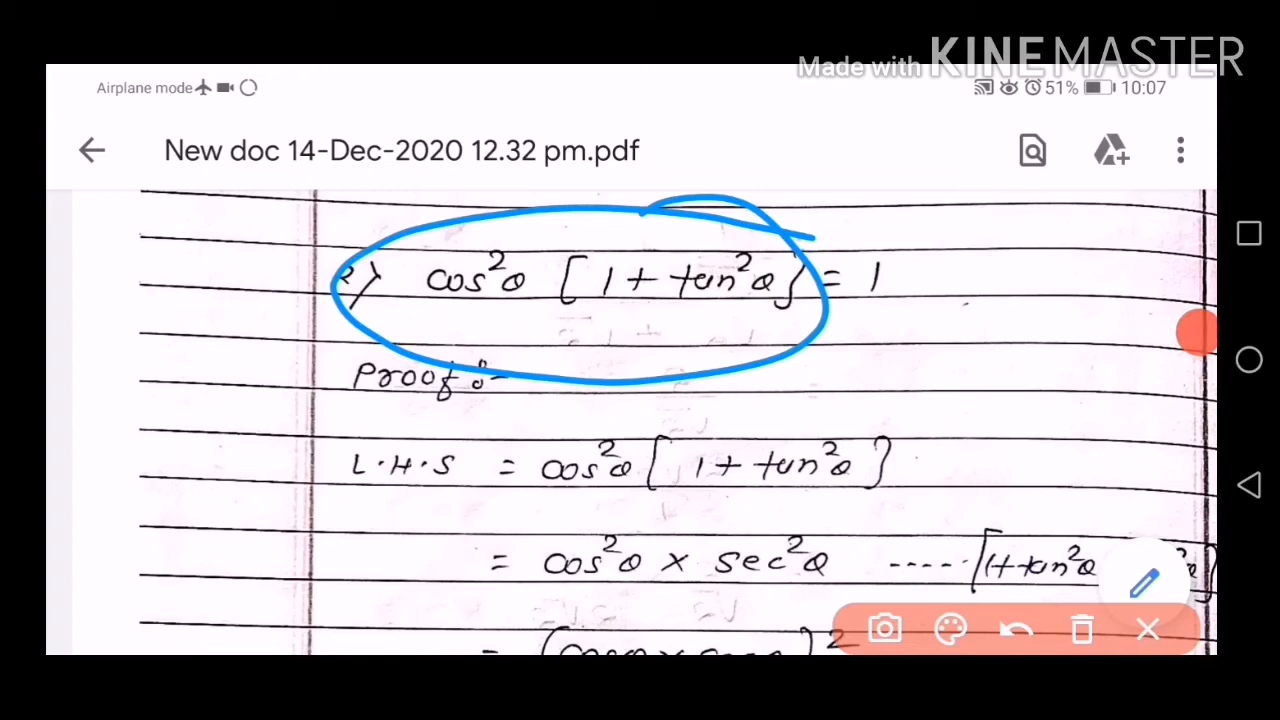 Made with KINEMASTER
Airplane mode 51% 10:07
New doc 14-Dec-2020 12.32 pm.pdf
2) cos²θ [1 + tan²θ] = 1
Proof :-
L.H.S = cos²θ [1 + tan²θ]
= cos²θ × sec²θ ..... [1 + tan²θ